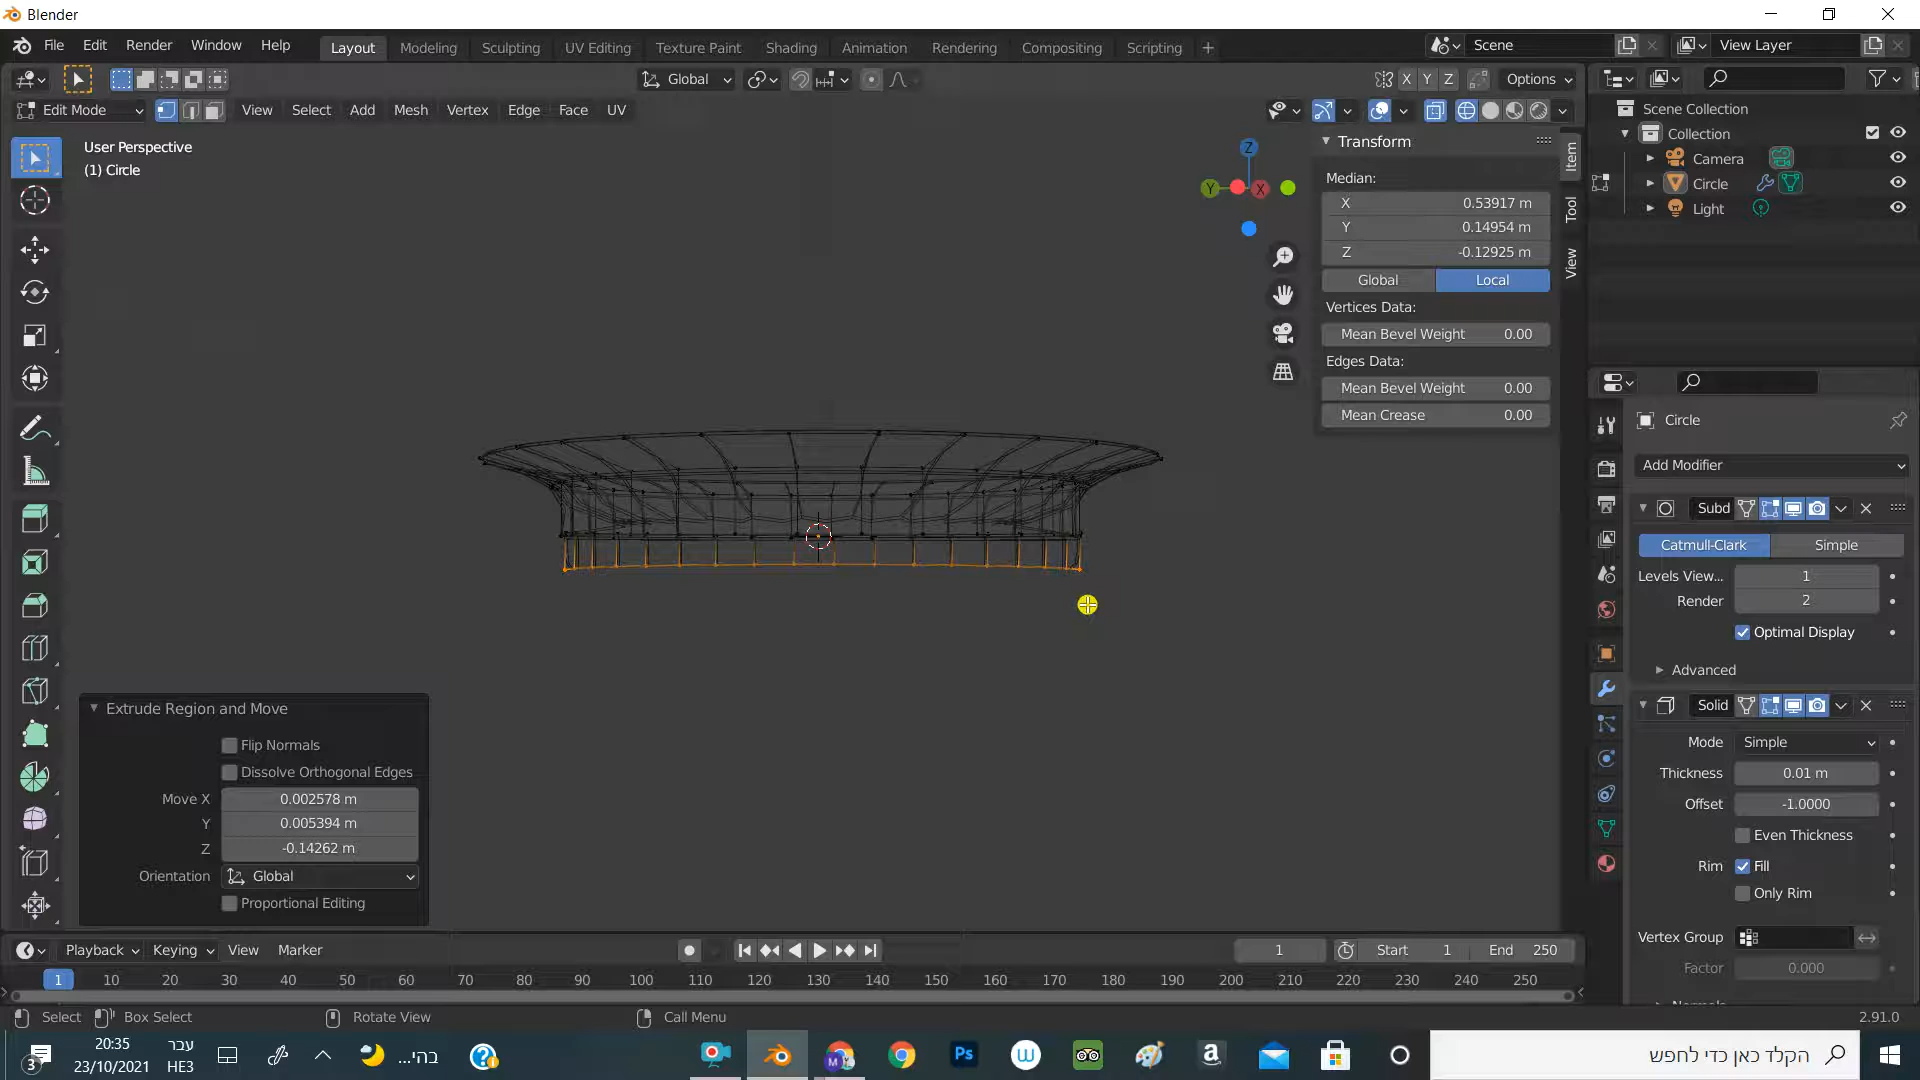 Blender
File Edit Render Window Help Layout Modeling Sculpting UV Editing Texture Paint Shading Animation Rendering Compositing Scripting + Scene View Layer
Global X Y Z Options
Edit Mode View Select Add Mesh Vertex Edge Face UV
User Perspective
(1) Circle
Z
Y X
Transform
Median:
X 0.53917 m
Y 0.14954 m
Z -0.12925 m
Global Local
Vertices Data:
Mean Bevel Weight 0.00
Edges Data:
Mean Bevel Weight 0.00
Mean Crease 0.00
Item
Tool
View
Scene Collection
Collection
Camera
Circle
Light
Circle
Add Modifier
Subd
Catmull-Clark Simple
Levels View... 1
Render 2
Optimal Display
Advanced
Solid
Mode Simple
Thickness 0.01 m
Offset -1.0000
Even Thickness
Rim Fill
Only Rim
Vertex Group
Factor 0.000
Extrude Region and Move
Flip Normals
Dissolve Orthogonal Edges
Move X 0.002578 m
Y 0.005394 m
Z -0.14262 m
Orientation Global
Proportional Editing
Playback Keying View Marker 1 Start 1 End 250
1 10 20 30 40 50 60 70 80 90 100 110 120 130 140 150 160 170 180 190 200 210 220 230 240 250
Select Box Select Rotate View Call Menu 2.91.0
3
20:35
23/10/2021
עבר
HE3
בהי...
M
Ps
W
a
הקלד כאן כדי לחפש